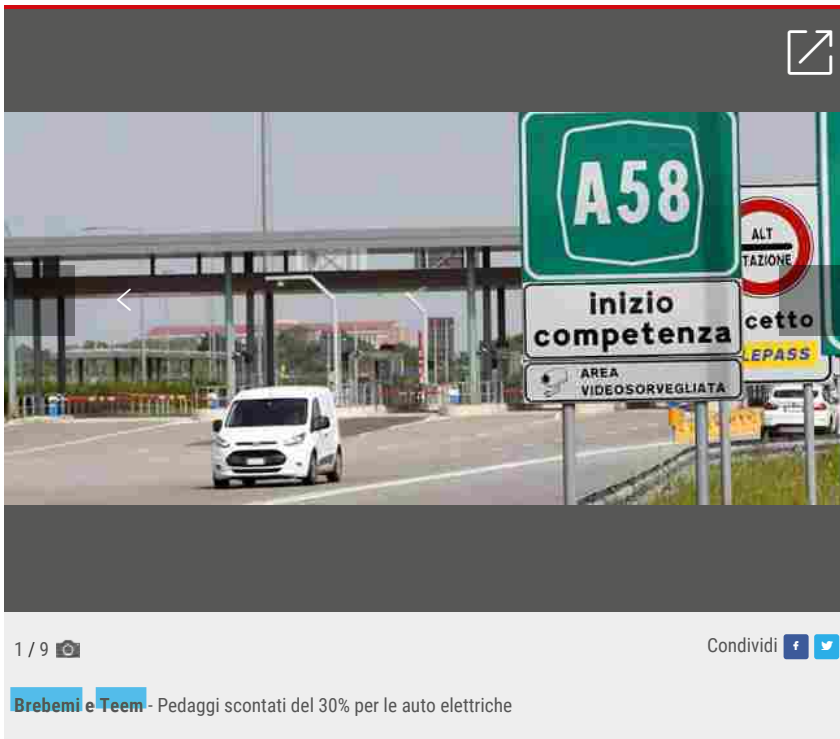 A58
ALT
TAZIONE
inizio
competenza
cetto
LEPASS
AREA
VIDEOSORVEGLIATA
1 / 9
Condividi
Brebemi e Teem - Pedaggi scontati del 30% per le auto elettriche